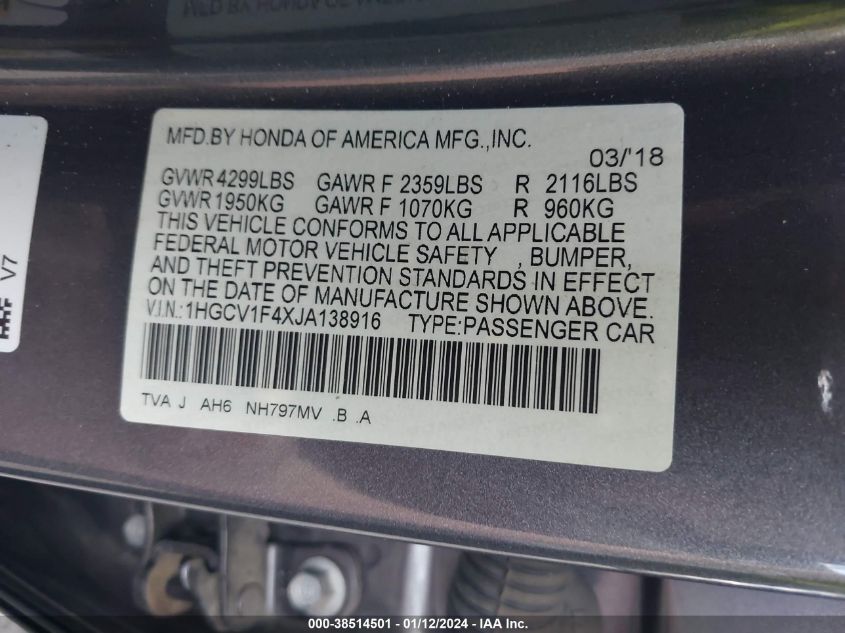 MFD.BY HONDA OF AMERICA MFG.,INC.
03/'18
GVWR 4299LBS GAWR F 2359LBS R 2116LBS
GVWR 1950KG GAWR F 1070KG R 960KG
THIS VEHICLE CONFORMS TO ALL APPLICABLE
FEDERAL MOTOR VEHICLE SAFETY , BUMPER,
AND THEFT PREVENTION STANDARDS IN EFFECT
ON THE DATE OF MANUFACTURE SHOWN ABOVE.
V.I.N.:1HGCV1F4XJA138916 TYPE:PASSENGER CAR
TVA J AH6 NH797MV .B .A
V7
000-38514501 - 01/12/2024 - IAA, Inc.